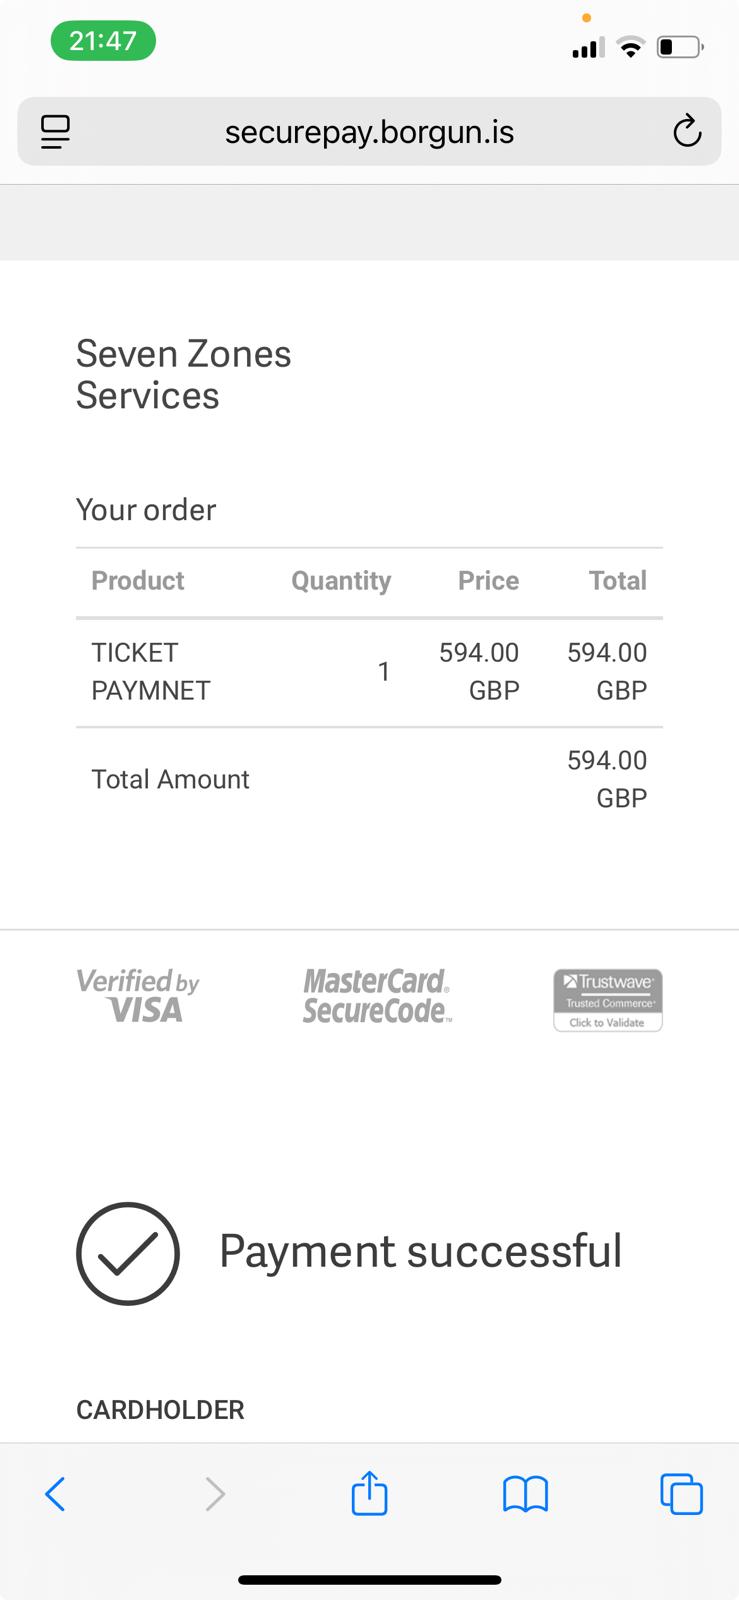 21:47
securepay.borgun.is
Seven Zones
Services
Your order
Product Quantity Price Total
TICKET
PAYMNET
1
594.00
GBP
594.00
GBP
Total Amount
594.00
GBP
Verified by
VISA
MasterCard®
SecureCode™
Trustwave®
Trusted Commerce®
Click to Validate
Payment successful
CARDHOLDER